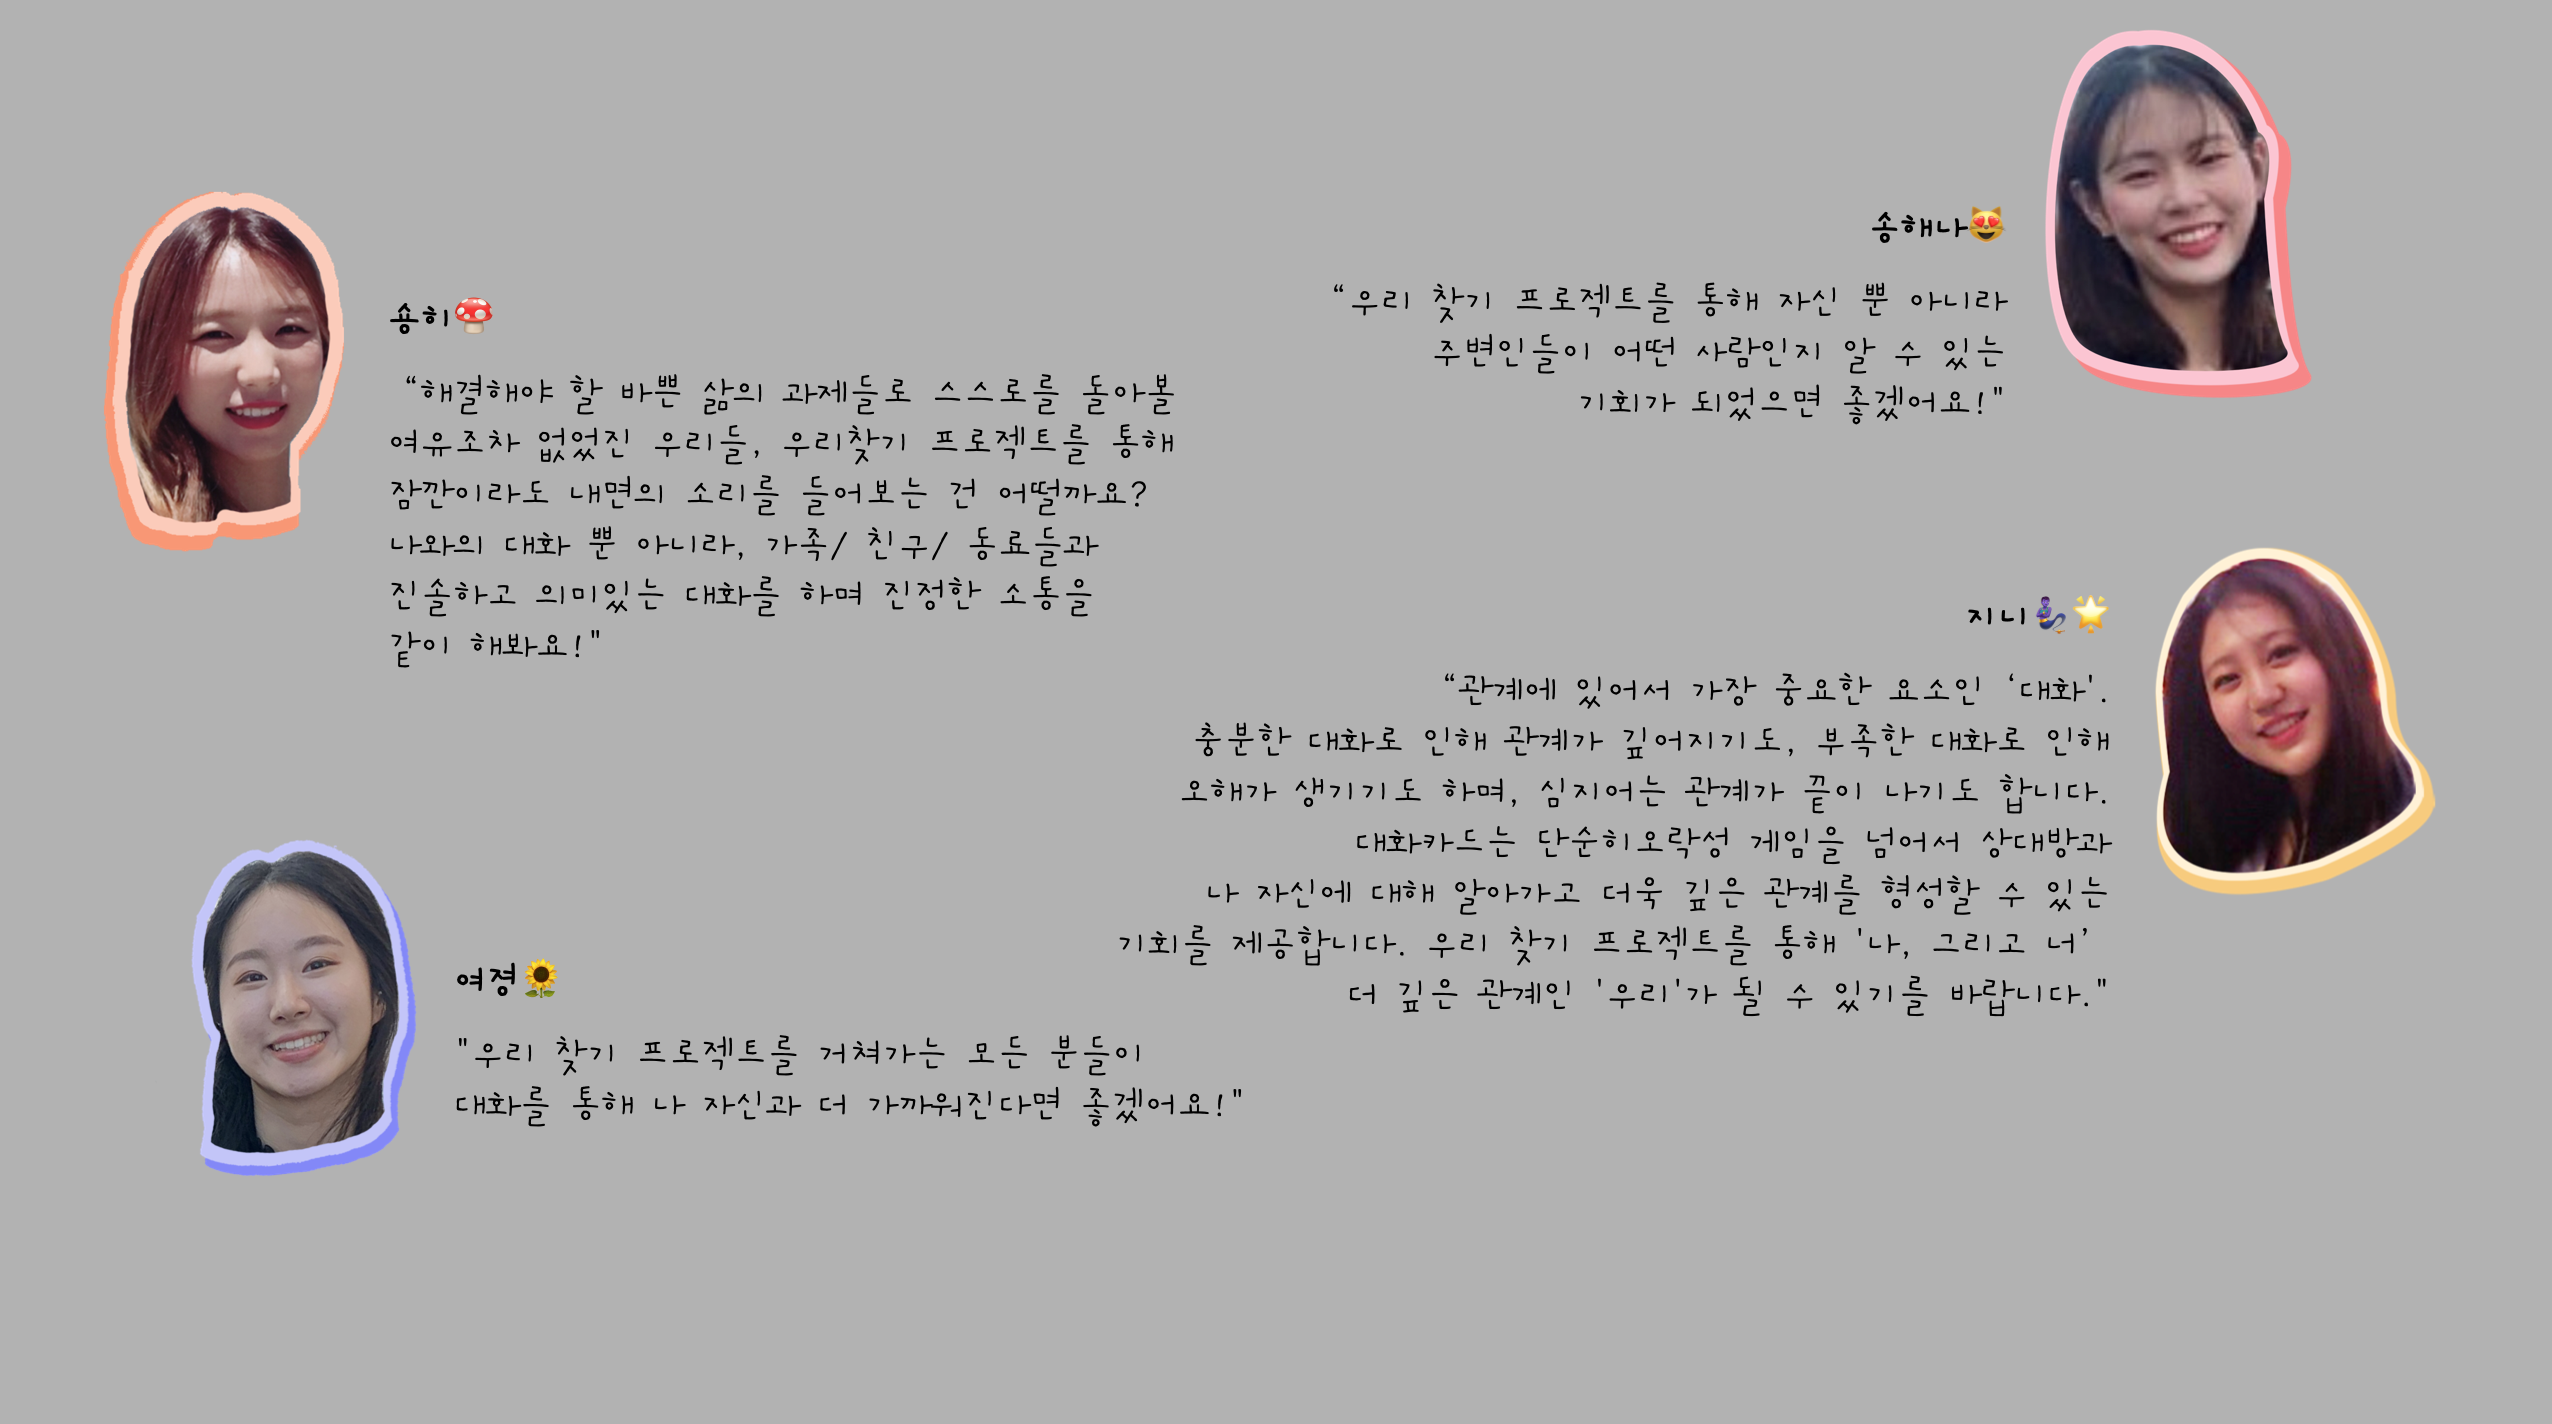 숑히🍄
“해결해야 할 바쁜 삶의 과제들로 스스로를 돌아볼
여유조차 없었진 우리들, 우리찾기 프로젝트를 통해
잠깐이라도 내면의 소리를 들어보는 건 어떨까요?
나와의 대화 뿐 아니라, 가족/ 친구/ 동료들과
진솔하고 의미있는 대화를 하며 진정한 소통을
같이 해봐요!"
송해나😻
“우리 찾기 프로젝트를 통해 자신 뿐 아니라
주변인들이 어떤 사람인지 알 수 있는
기회가 되었으면 좋겠어요!"
지니🧞🌟
“관계에 있어서 가장 중요한 요소인 ‘대화'.
충분한 대화로 인해 관계가 깊어지기도, 부족한 대화로 인해
오해가 생기기도 하며, 심지어는 관계가 끝이 나기도 합니다.
대화카드는 단순히오락성 게임을 넘어서 상대방과
나 자신에 대해 알아가고 더욱 깊은 관계를 형성할 수 있는
기회를 제공합니다. 우리 찾기 프로젝트를 통해 '나, 그리고 너’
더 깊은 관계인 '우리'가 될 수 있기를 바랍니다."
여졍🌻
"우리 찾기 프로젝트를 거쳐가는 모든 분들이
대화를 통해 나 자신과 더 가까워진다면 좋겠어요!"